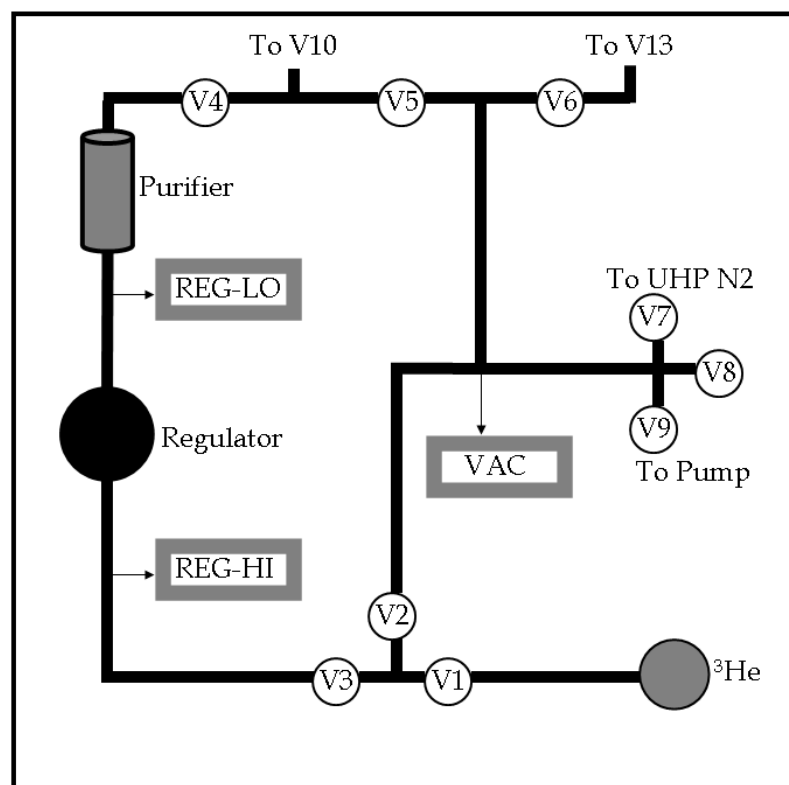 To V10
To V13
V4
V5
V6
Purifier
REG-LO
To UHP N2
V7
V8
Regulator
VAC
V9
To Pump
REG-HI
V2
V3
V1
³He